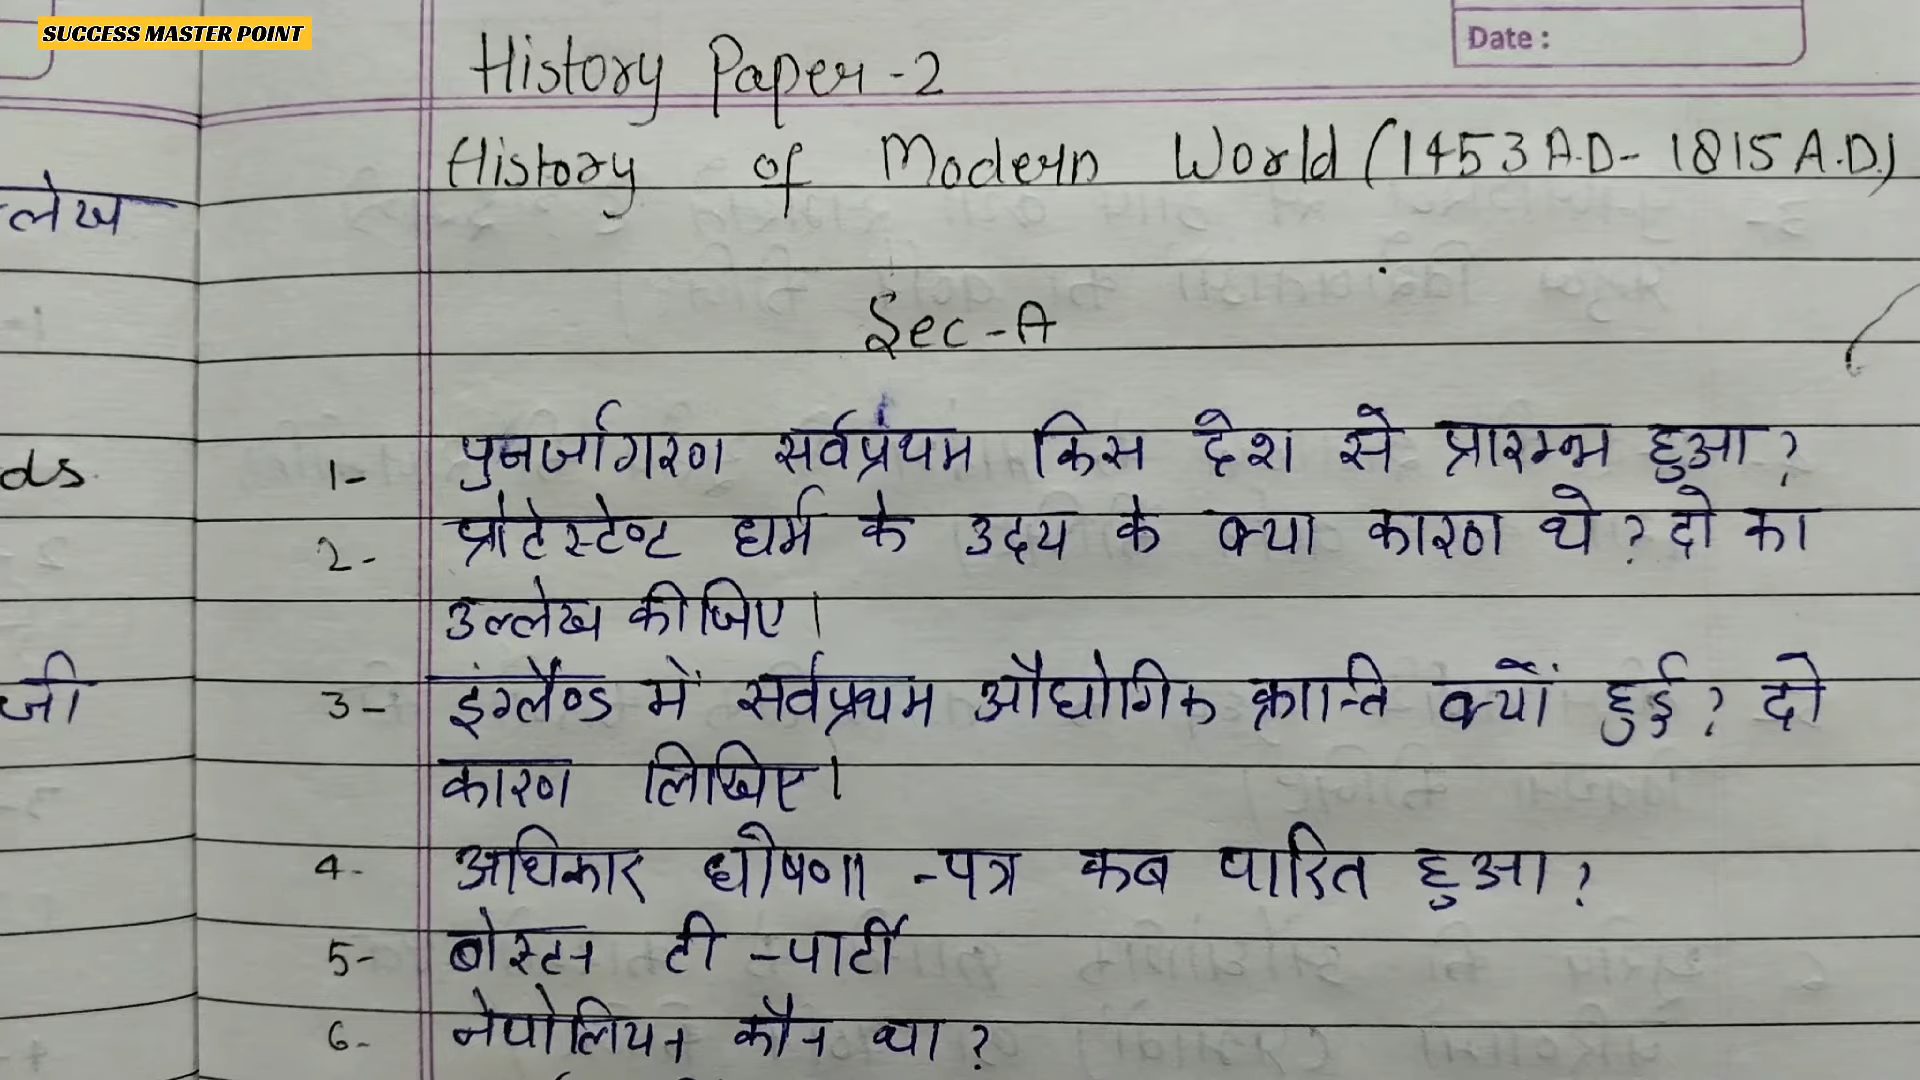 SUCCESS MASTER POINT
Date :
History Paper -2
History of Modern World (1453 A.D- 1815 A.D.)
लेख
Sec - A
ds.
1- पुनर्जागरण सर्वप्रथम किस देश से प्रारम्भ हुआ ?
2- प्रोटेस्टेण्ट धर्म के उदय के क्या कारण थे ? दो का
उल्लेख कीजिए।
जी
3- इंग्लैण्ड में सर्वप्रथम औद्योगिक क्रान्ति क्यों हुई ? दो
कारण लिखिए।
4- अधिकार घोषणा -पत्र कब पारित हुआ ?
5- बोस्टन टी -पार्टी
6- नेपोलियन कौन था ?